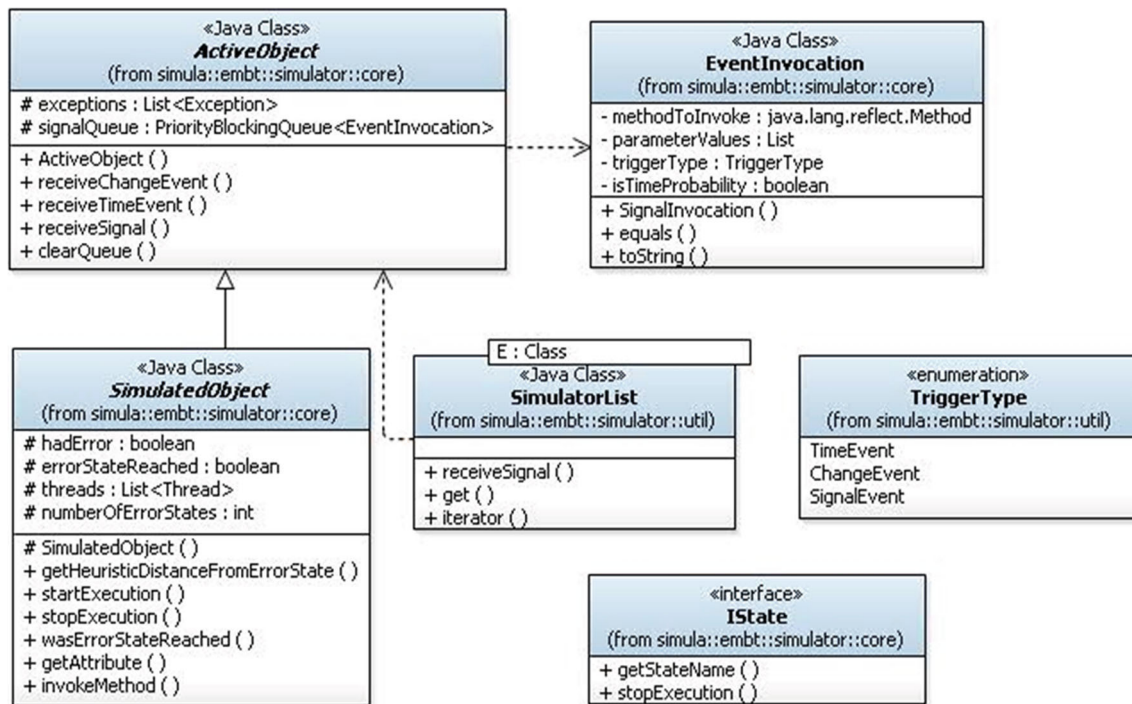 «Java Class»
ActiveObject
(from simula::embt::simulator::core)
# exceptions : List<Exception>
# signalQueue : PriorityBlockingQueue<EventInvocation>
+ ActiveObject ( )
+ receiveChangeEvent ( )
+ receiveTimeEvent ( )
+ receiveSignal ( )
+ clearQueue ( )
«Java Class»
EventInvocation
(from simula::embt::simulator::core)
- methodToInvoke : java.lang.reflect.Method
- parameterValues : List
- triggerType : TriggerType
- isTimeProbability : boolean
+ SignalInvocation ( )
+ equals ( )
+ toString ( )
«Java Class»
SimulatedObject
(from simula::embt::simulator::core)
# hadError : boolean
# errorStateReached : boolean
# threads : List<Thread>
# numberOfErrorStates : int
# SimulatedObject ( )
+ getHeuristicDistanceFromErrorState ( )
+ startExecution ( )
+ stopExecution ( )
+ wasErrorStateReached ( )
+ getAttribute ( )
+ invokeMethod ( )
E : Class
«Java Class»
SimulatorList
(from simula::embt::simulator::util)
+ receiveSignal ( )
+ get ( )
+ iterator ( )
«enumeration»
TriggerType
(from simula::embt::simulator::util)
TimeEvent
ChangeEvent
SignalEvent
«interface»
IState
(from simula::embt::simulator::core)
+ getStateName ( )
+ stopExecution ( )